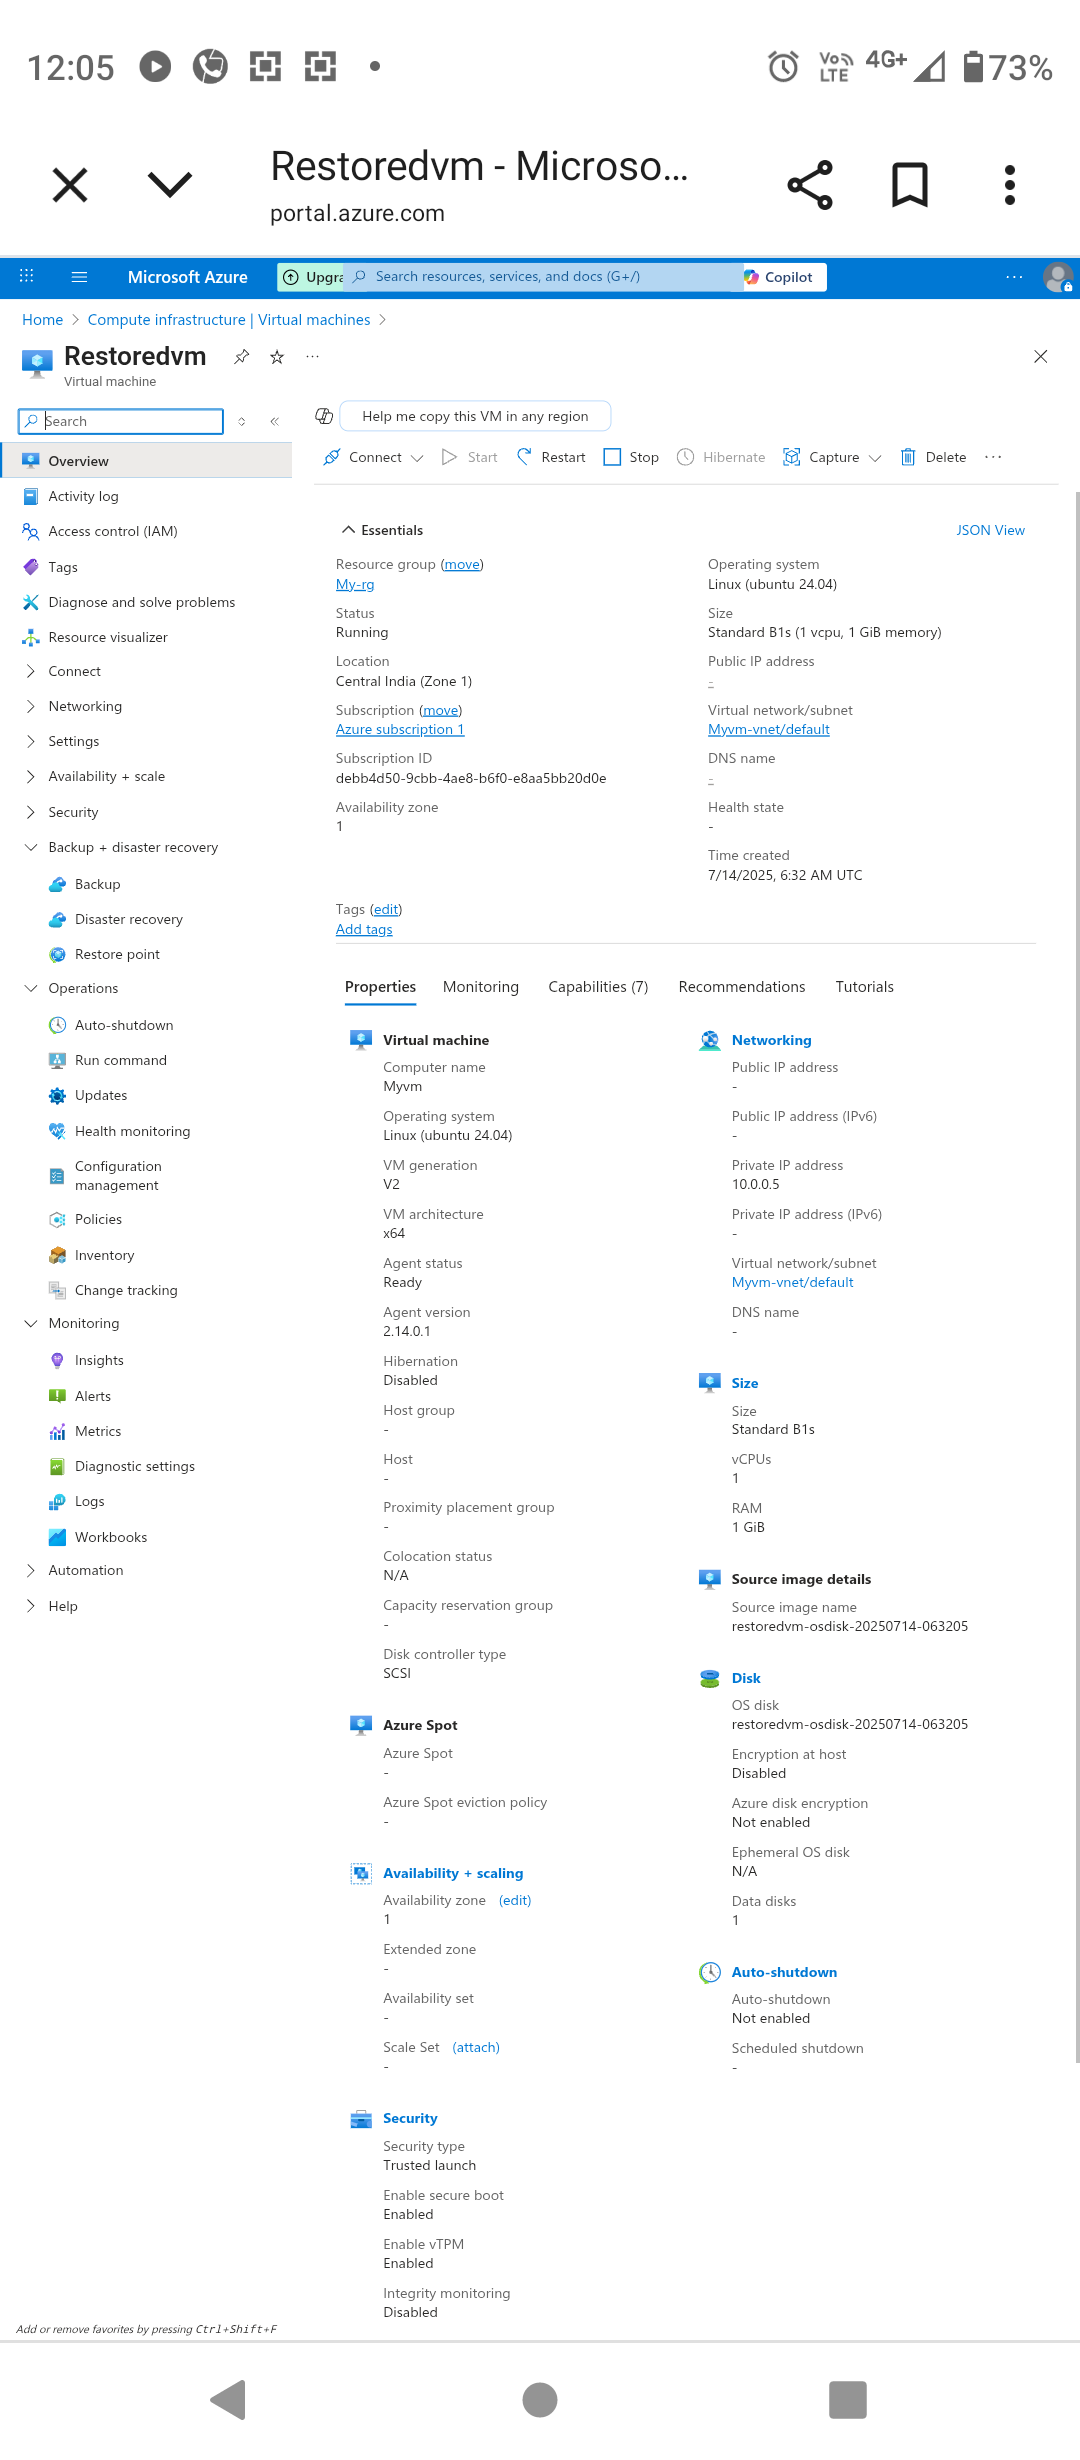 12:05
Vo
LTE
4G+
73%
Restoredvm - Microso...
portal.azure.com
Microsoft Azure
Upgra
Search resources, services, and docs (G+/)
Copilot
Home > Compute infrastructure | Virtual machines >
Restoredvm
Virtual machine
Search
Overview
Activity log
Access control (IAM)
Tags
Diagnose and solve problems
Resource visualizer
Connect
Networking
Settings
Availability + scale
Security
Backup + disaster recovery
Backup
Disaster recovery
Restore point
Operations
Auto-shutdown
Run command
Updates
Health monitoring
Configuration
management
Policies
Inventory
Change tracking
Monitoring
Insights
Alerts
Metrics
Diagnostic settings
Logs
Workbooks
Automation
Help
Add or remove favorites by pressing Ctrl+Shift+F
Help me copy this VM in any region
Connect Start Restart Stop Hibernate Capture Delete ...
Essentials
JSON View
Resource group (move)
My-rg
Status
Running
Location
Central India (Zone 1)
Subscription (move)
Azure subscription 1
Subscription ID
debb4d50-9cbb-4ae8-b6f0-e8aa5bb20d0e
Availability zone
1
Operating system
Linux (ubuntu 24.04)
Size
Standard B1s (1 vcpu, 1 GiB memory)
Public IP address
-
Virtual network/subnet
Myvm-vnet/default
DNS name
-
Health state
-
Time created
7/14/2025, 6:32 AM UTC
Tags (edit)
Add tags
Properties Monitoring Capabilities (7) Recommendations Tutorials
Virtual machine
Computer name
Myvm
Operating system
Linux (ubuntu 24.04)
VM generation
V2
VM architecture
x64
Agent status
Ready
Agent version
2.14.0.1
Hibernation
Disabled
Host group
-
Host
-
Proximity placement group
-
Colocation status
N/A
Capacity reservation group
-
Disk controller type
SCSI
Azure Spot
Azure Spot
-
Azure Spot eviction policy
-
Availability + scaling
Availability zone (edit)
1
Extended zone
-
Availability set
-
Scale Set (attach)
-
Security
Security type
Trusted launch
Enable secure boot
Enabled
Enable vTPM
Enabled
Integrity monitoring
Disabled
Networking
Public IP address
-
Public IP address (IPv6)
-
Private IP address
10.0.0.5
Private IP address (IPv6)
-
Virtual network/subnet
Myvm-vnet/default
DNS name
-
Size
Size
Standard B1s
vCPUs
1
RAM
1 GiB
Source image details
Source image name
restoredvm-osdisk-20250714-063205
Disk
OS disk
restoredvm-osdisk-20250714-063205
Encryption at host
Disabled
Azure disk encryption
Not enabled
Ephemeral OS disk
N/A
Data disks
1
Auto-shutdown
Auto-shutdown
Not enabled
Scheduled shutdown
-